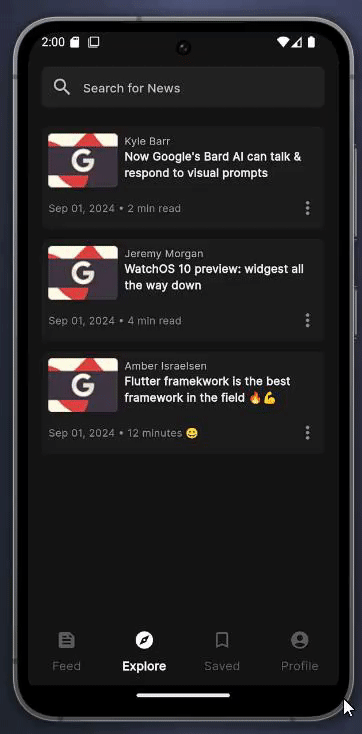 2:00
Search for News
G
Kyle Barr
Now Google's Bard AI can talk &
respond to visual prompts
Sep 01, 2024 • 2 min read
G
Jeremy Morgan
WatchOS 10 preview: widgest all
the way down
Sep 01, 2024 • 4 min read
G
Amber Israelsen
Flutter framekwork is the best
framework in the field 🔥💪
Sep 01, 2024 • 12 minutes 😄
Feed Explore Saved Profile